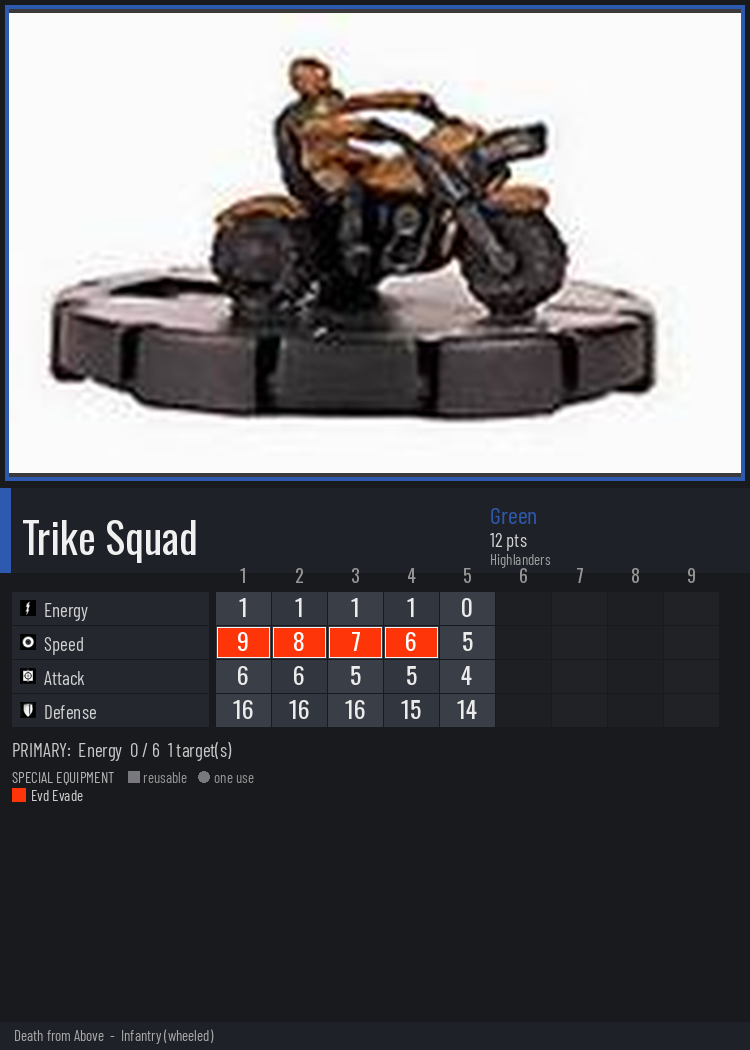 Trike Squad
Green
12 pts
Highlanders
1 2 3 4 5 6 7 8 9
Energy 1 1 1 1 0
Speed 9 8 7 6 5
Attack 6 6 5 5 4
Defense 16 16 16 15 14
PRIMARY: Energy 0 / 6 1 target(s)
SPECIAL EQUIPMENT reusable one use
Evd Evade
Death from Above - Infantry (wheeled)